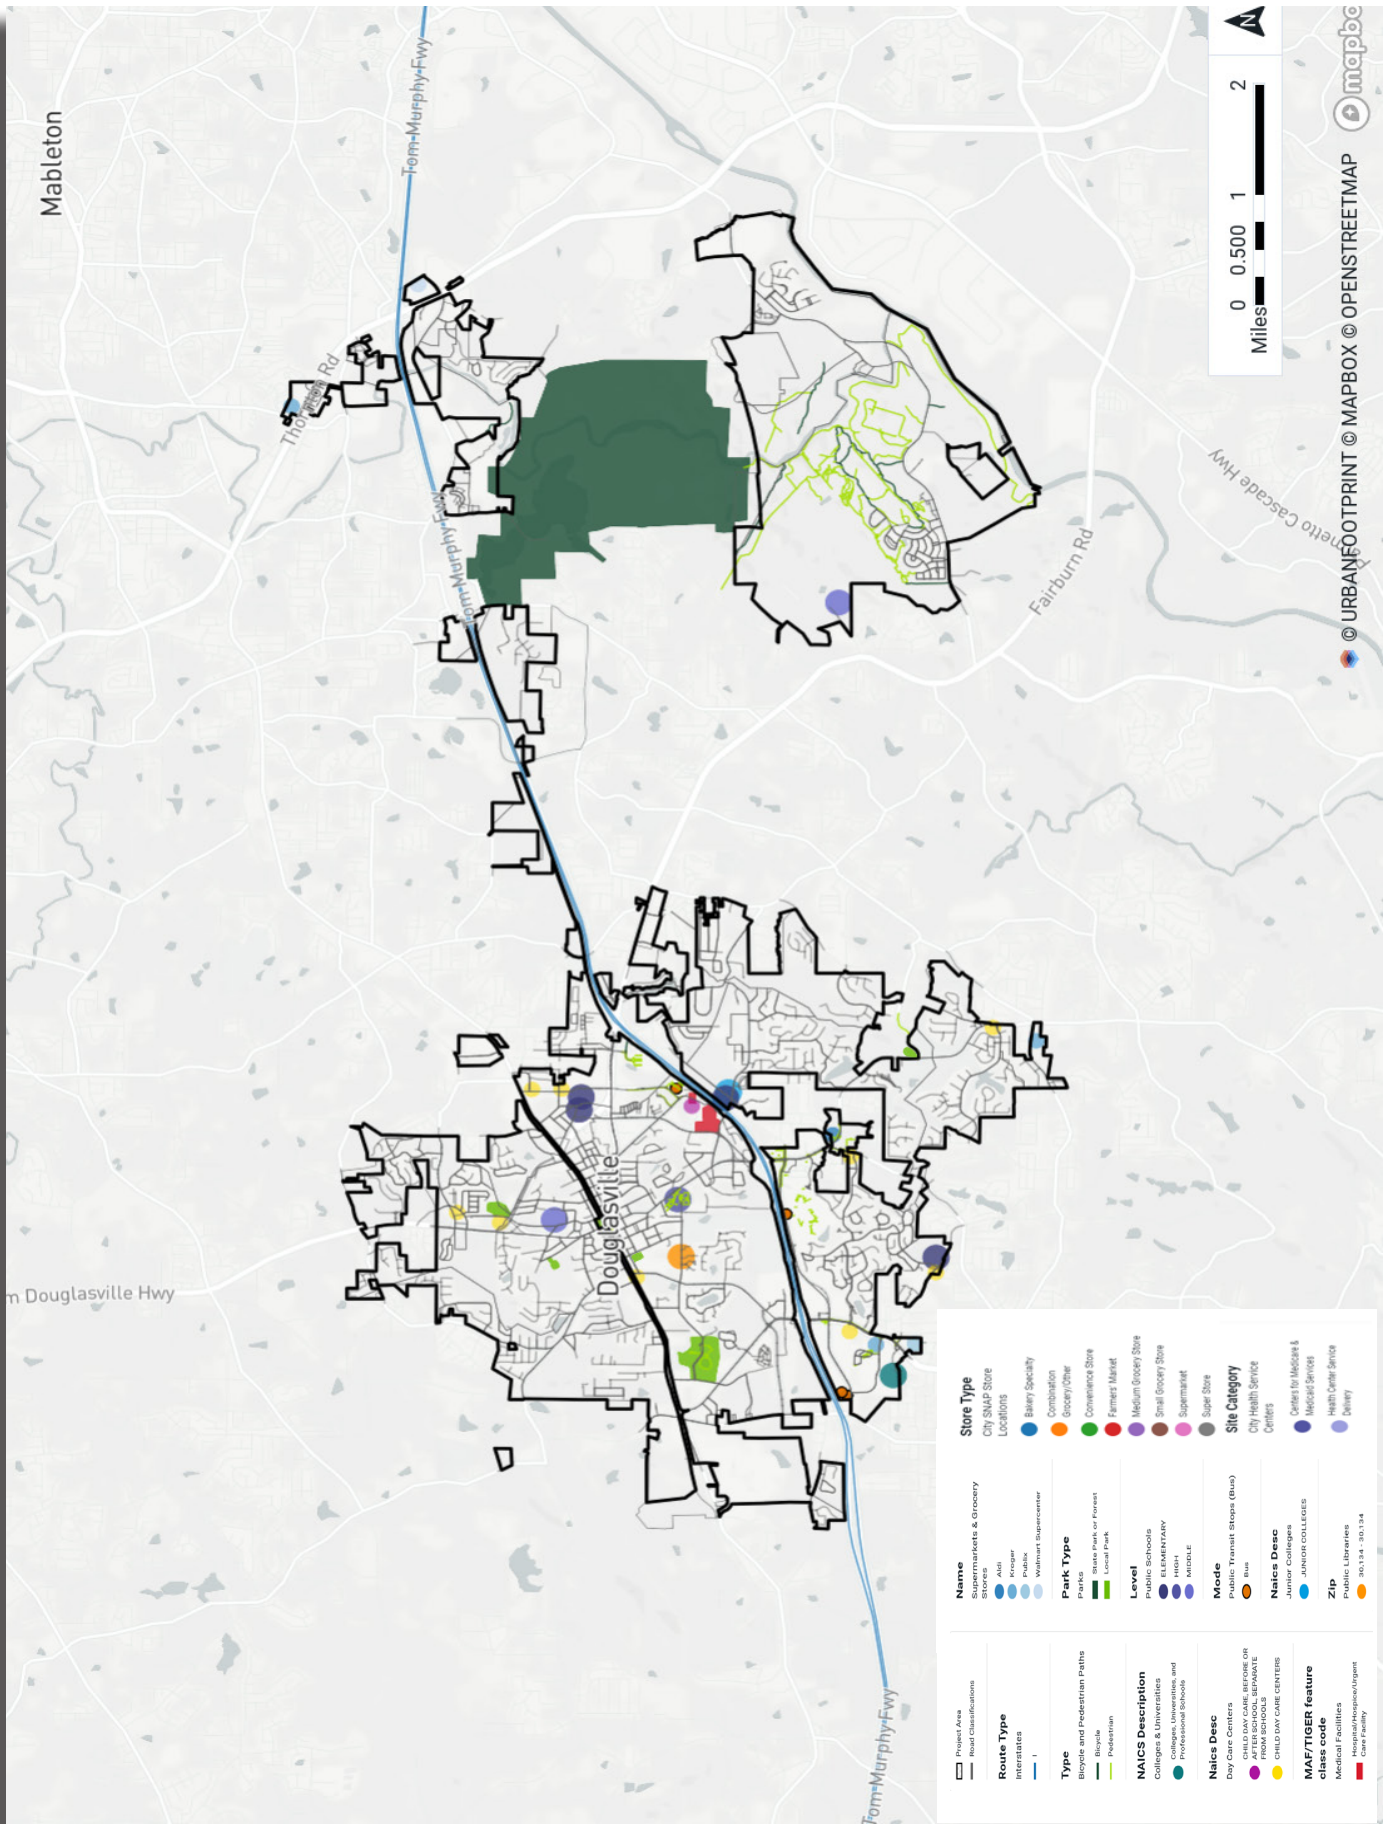 Mableton
Tom Murphy Fwy
Thornton Rd
Tom Murphy Fwy
Fairburn Rd
Palmetto Cascade Hwy
m Douglasville Hwy
Douglasville
Tom Murphy Fwy
N
0 0.500 1 2
Miles
© URBANFOOTPRINT © MAPBOX © OPENSTREETMAP
mapbo
Project Area
Road Classifications
Route Type
Interstates
I
Type
Bicycle and Pedestrian Paths
Bicycle
Pedestrian
NAICS Description
Colleges & Universities
Colleges, Universities, and
Professional Schools
Naics Desc
Day Care Centers
CHILD DAY CARE, BEFORE OR
AFTER SCHOOL, SEPARATE
FROM SCHOOLS
CHILD DAY CARE CENTERS
MAF/TIGER feature
class code
Medical Facilities
Hospital/Hospice/Urgent
Care Facility
Name
Supermarkets & Grocery
Stores
Aldi
Kroger
Publix
Walmart Supercenter
Park Type
Parks
State Park or Forest
Local Park
Level
Public Schools
ELEMENTARY
HIGH
MIDDLE
Mode
Public Transit Stops (Bus)
Bus
Naics Desc
Junior Colleges
JUNIOR COLLEGES
Zip
Public Libraries
30,134 - 30,134
Store Type
City SNAP Store
Locations
Bakery Specialty
Combination
Grocery/Other
Convenience Store
Farmers' Market
Medium Grocery Store
Small Grocery Store
Supermarket
Super Store
Site Category
City Health Service
Centers
Centers for Medicare &
Medicaid Services
Health Center Service
Delivery